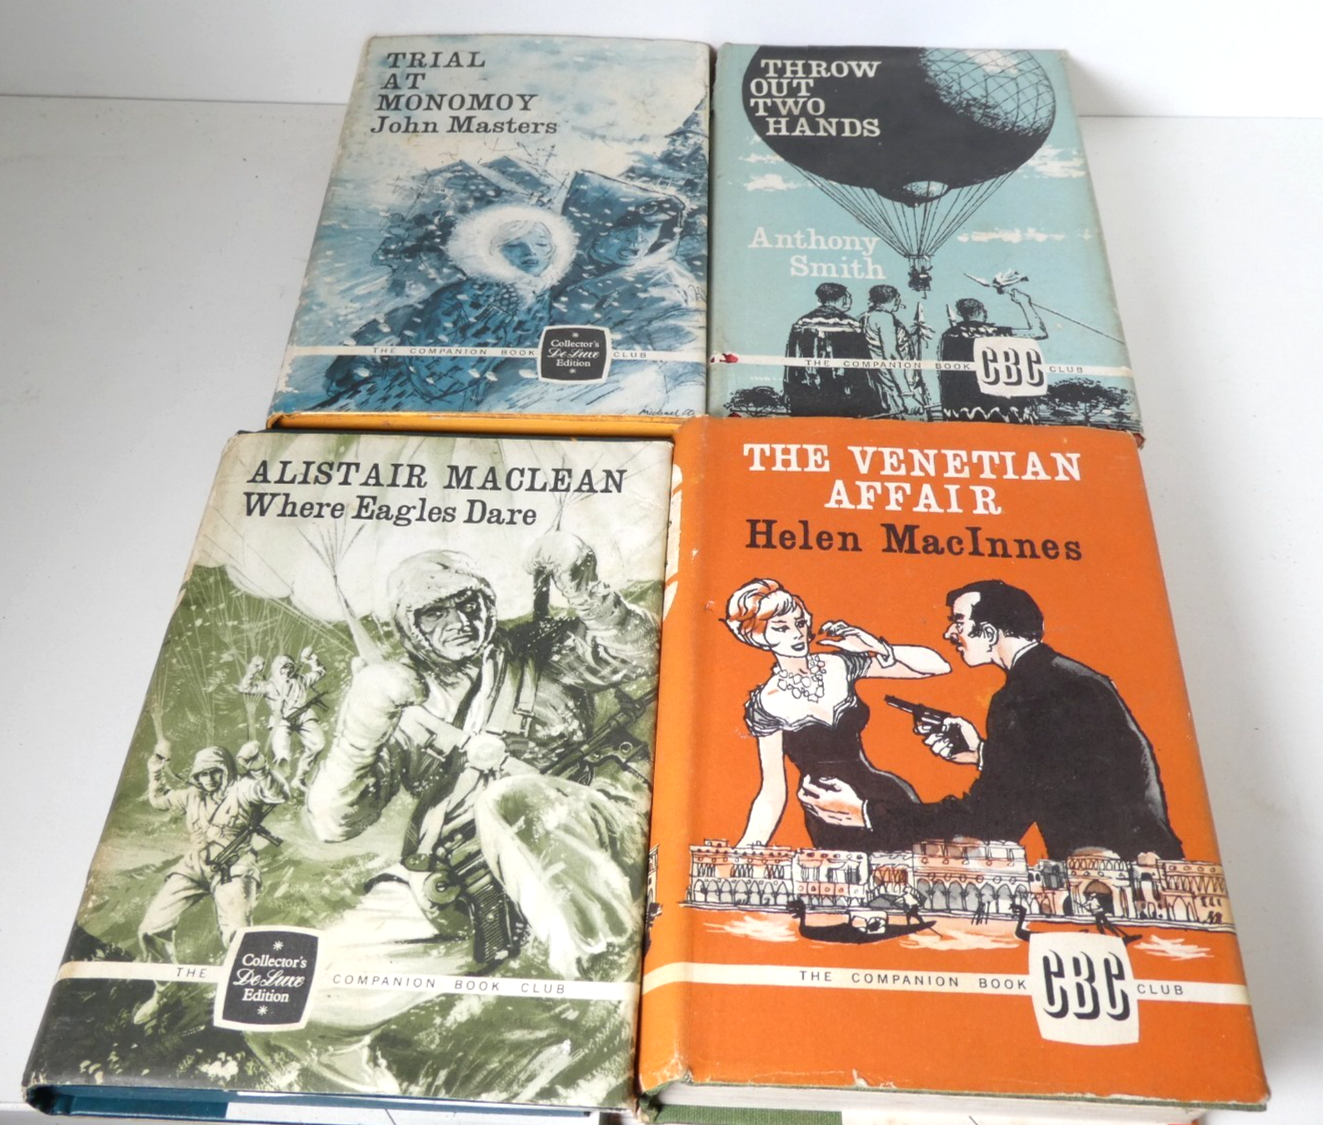 TRIAL
AT
MONOMOY
John Masters
THE COMPANION BOOK CLUB
Collector's
De Luxe
Edition
THROW
OUT
TWO
HANDS
Anthony
Smith
THE COMPANION BOOK CLUB
CBC
ALISTAIR MACLEAN
Where Eagles Dare
THE COMPANION BOOK CLUB
Collector's
De Luxe
Edition
THE VENETIAN
AFFAIR
Helen MacInnes
THE COMPANION BOOK CLUB
CBC